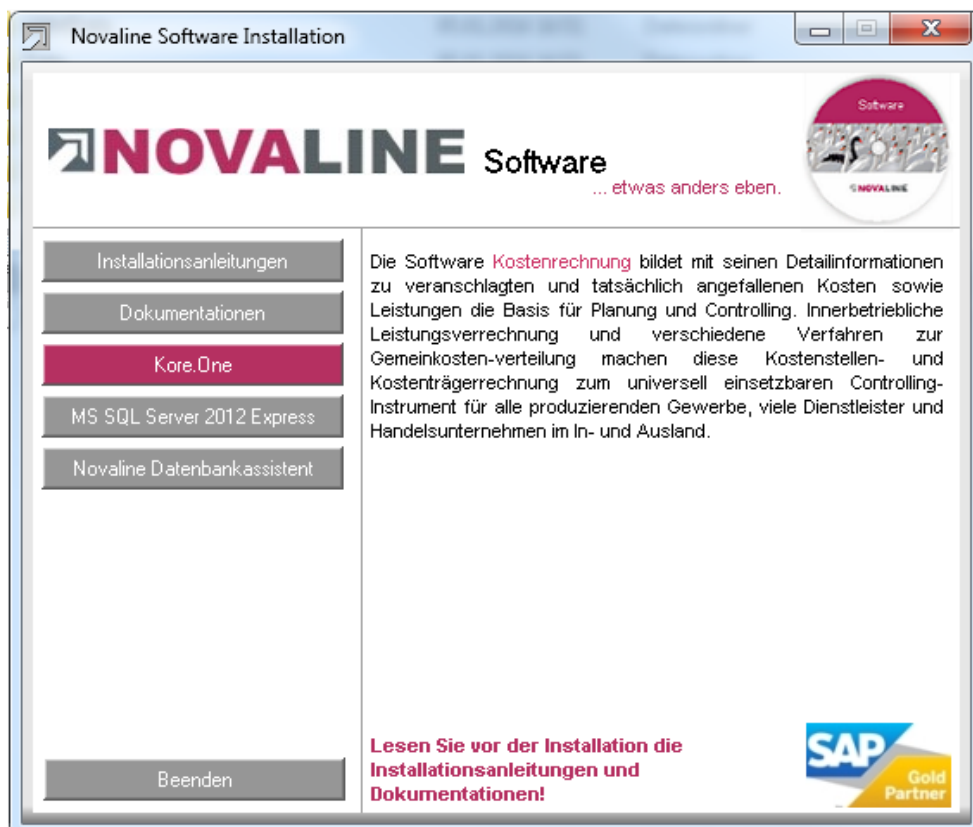 Novaline Software Installation
NOVALINE Software
... etwas anders eben.
Software
NOVALINE
Installationsanleitungen
Dokumentationen
Kore.One
MS SQL Server 2012 Express
Novaline Datenbankassistent
Beenden
Die Software Kostenrechnung bildet mit seinen Detailinformationen
zu veranschlagten und tatsächlich angefallenen Kosten sowie
Leistungen die Basis für Planung und Controlling. Innerbetriebliche
Leistungsverrechnung und verschiedene Verfahren zur
Gemeinkosten-verteilung machen diese Kostenstellen- und
Kostenträgerrechnung zum universell einsetzbaren Controlling-
Instrument für alle produzierenden Gewerbe, viele Dienstleister und
Handelsunternehmen im In- und Ausland.
Lesen Sie vor der Installation die
Installationsanleitungen und
Dokumentationen!
SAP
Gold
Partner